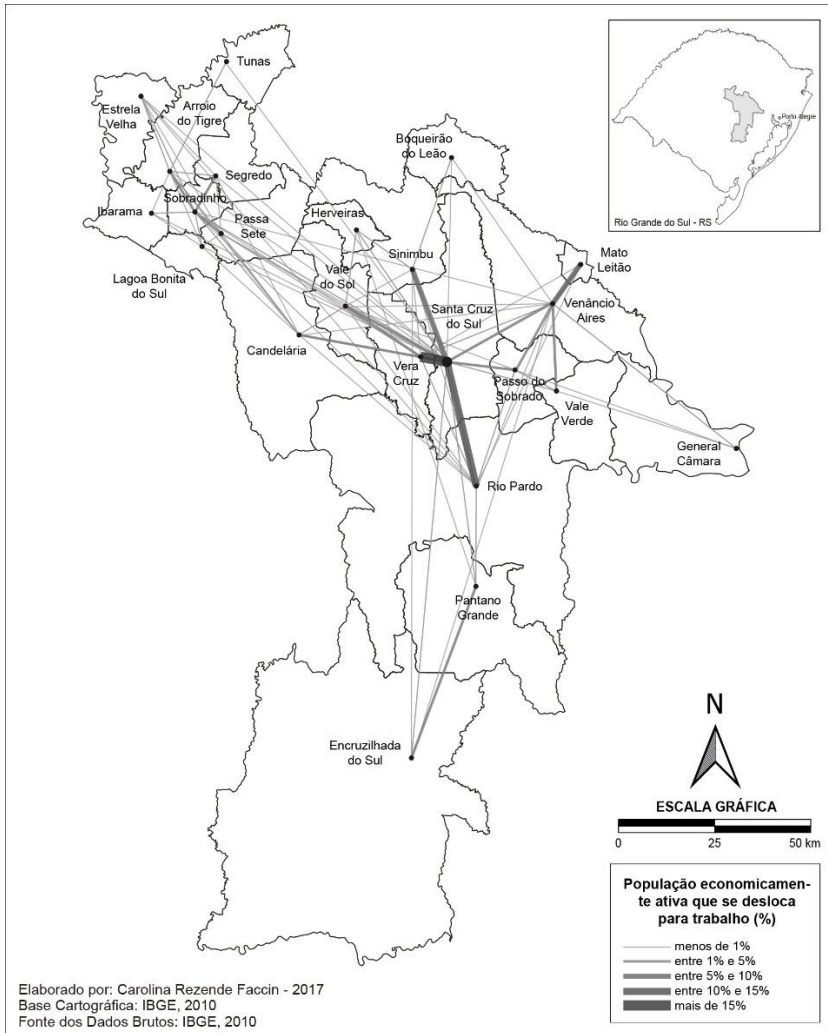 Tunas
Estrela
Velha
Arroio
do Tigre
Boqueirão
do Leão
Porto Alegre
Rio Grande do Sul - RS
Segredo
Sobradinho
Ibarama
Passa
Sete
Herveiras
Lagoa Bonita
do Sul
Vale
do Sol
Sinimbu
Mato
Leitão
Santa Cruz
do Sul
Venâncio
Aires
Candelária
Vera
Cruz
Passo do
Sobrado
Vale
Verde
General
Câmara
Rio Pardo
Pantano
Grande
Encruzilhada
do Sul
N
ESCALA GRÁFICA
0 25 50 km
População economicamen-
te ativa que se desloca
para trabalho (%)
menos de 1%
entre 1% e 5%
entre 5% e 10%
entre 10% e 15%
mais de 15%
Elaborado por: Carolina Rezende Faccin - 2017
Base Cartográfica: IBGE, 2010
Fonte dos Dados Brutos: IBGE, 2010